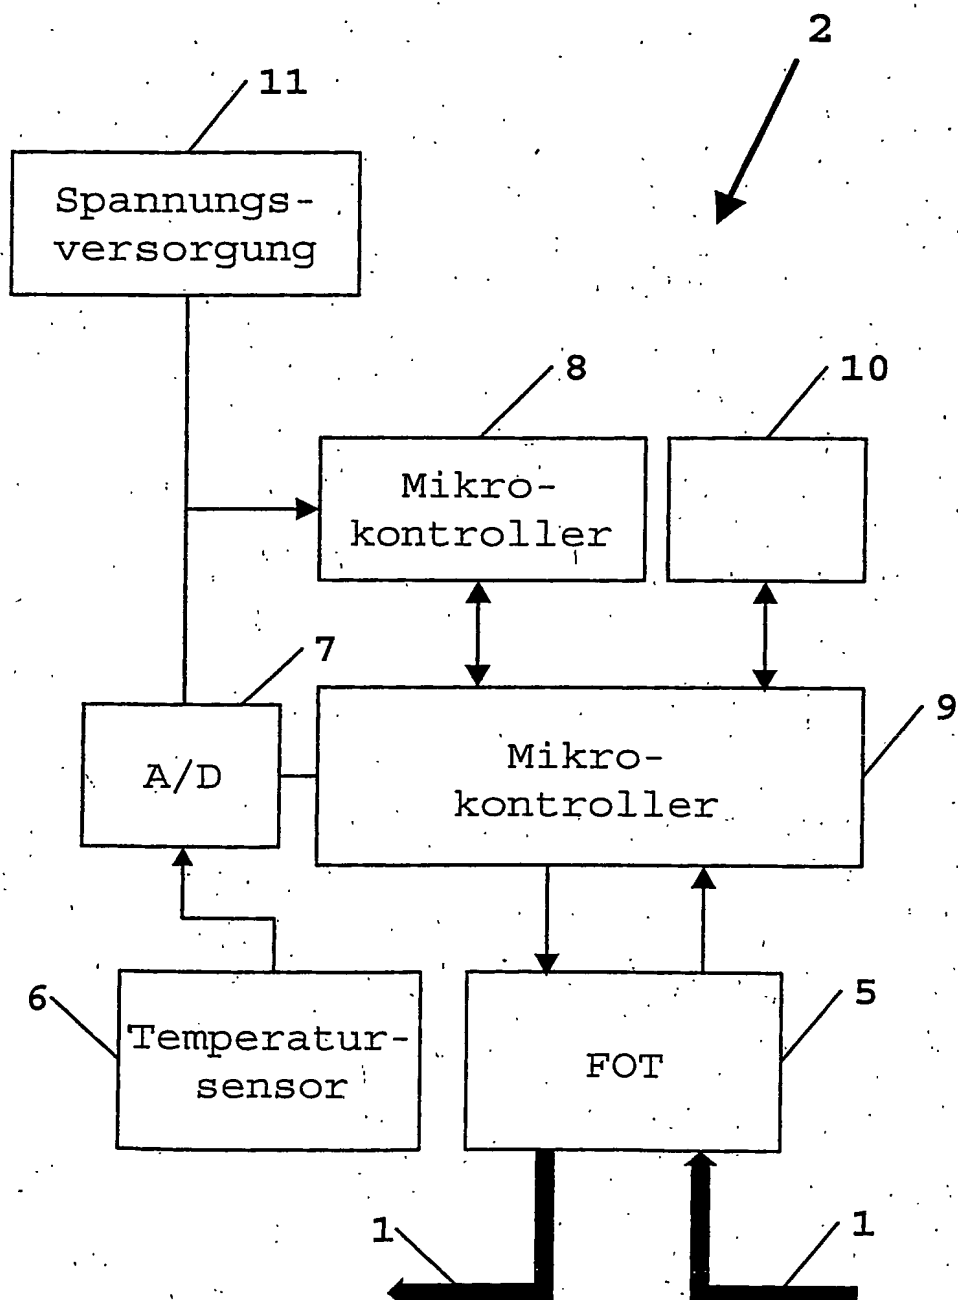 2
11
Spannungs-
versorgung
8
10
Mikro-
kontroller
7
9
A/D
Mikro-
kontroller
6
5
Temperatur-
sensor
FOT
1
1